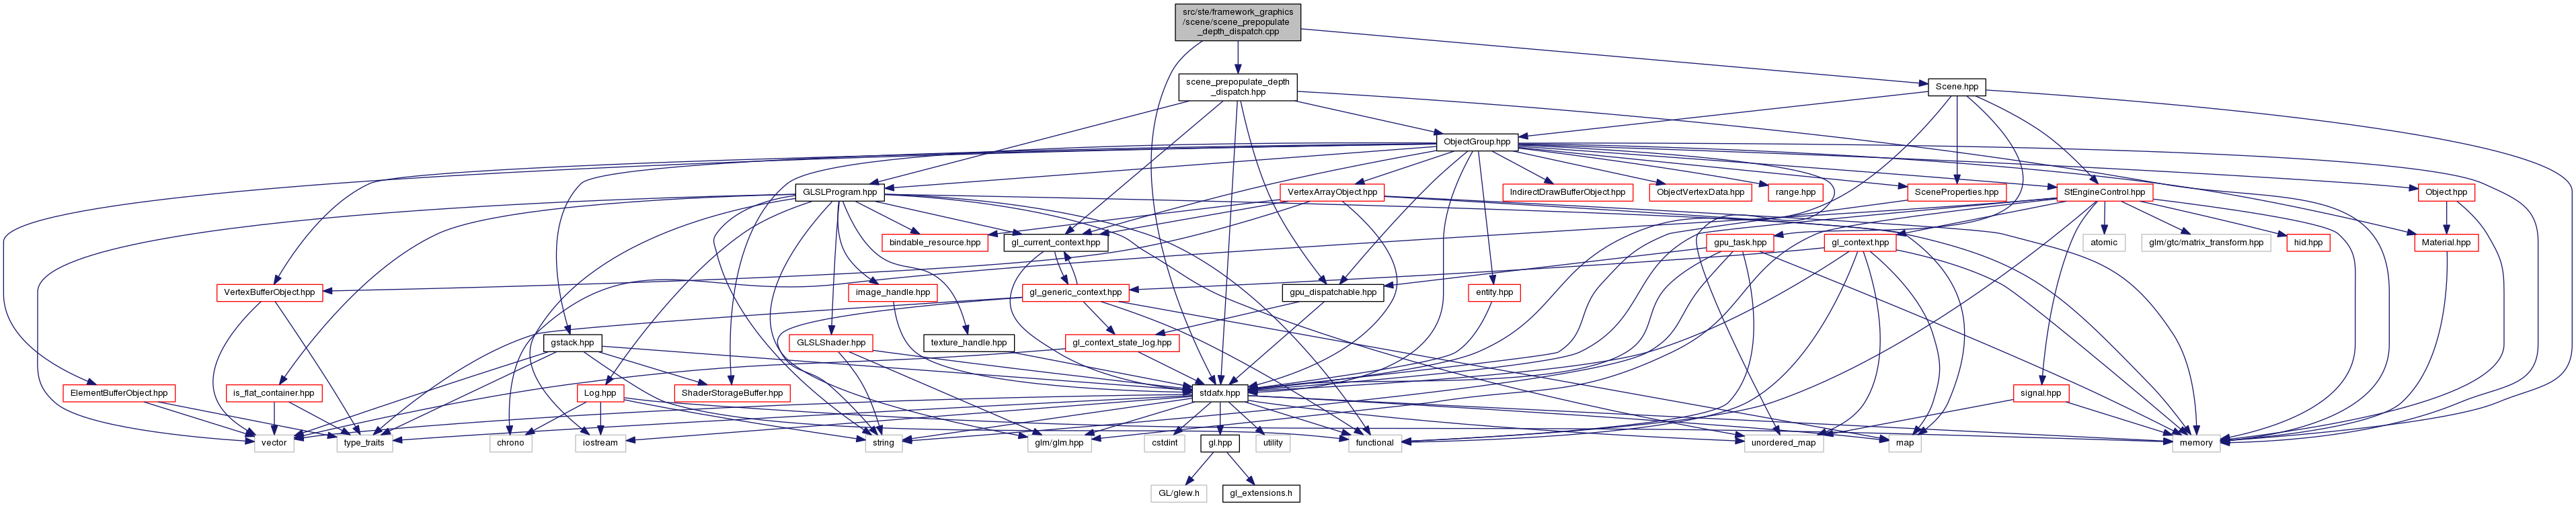 src/ste/framework_graphics
/scene/scene_prepopulate
_depth_dispatch.cpp
scene_prepopulate_depth
_dispatch.hpp
Scene.hpp
ObjectGroup.hpp
GLSLProgram.hpp
VertexArrayObject.hpp
IndirectDrawBufferObject.hpp
ObjectVertexData.hpp
range.hpp
SceneProperties.hpp
StEngineControl.hpp
Object.hpp
bindable_resource.hpp
gl_current_context.hpp
gpu_task.hpp
gl_context.hpp
atomic
glm/gtc/matrix_transform.hpp
hid.hpp
Material.hpp
VertexBufferObject.hpp
image_handle.hpp
gl_generic_context.hpp
gpu_dispatchable.hpp
entity.hpp
gstack.hpp
GLSLShader.hpp
texture_handle.hpp
gl_context_state_log.hpp
ElementBufferObject.hpp
is_flat_container.hpp
Log.hpp
ShaderStorageBuffer.hpp
stdafx.hpp
signal.hpp
vector
type_traits
chrono
iostream
string
glm/glm.hpp
cstdint
gl.hpp
utility
functional
unordered_map
map
memory
GL/glew.h
gl_extensions.h